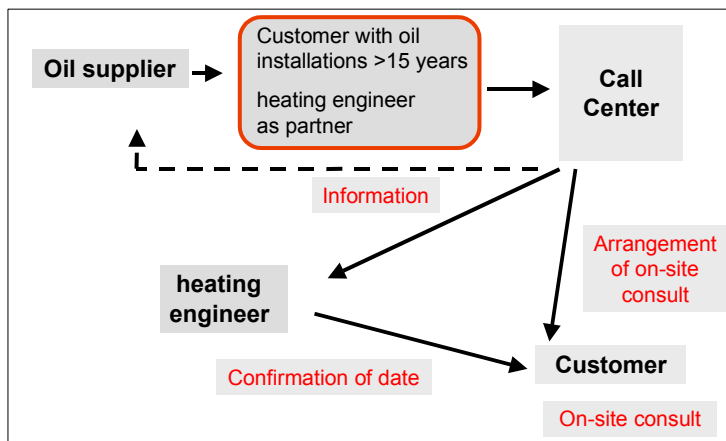 Oil supplier
Customer with oil
installations >15 years
heating engineer
as partner
Call
Center
Information
Arrangement
of on-site
consult
heating
engineer
Confirmation of date
Customer
On-site consult